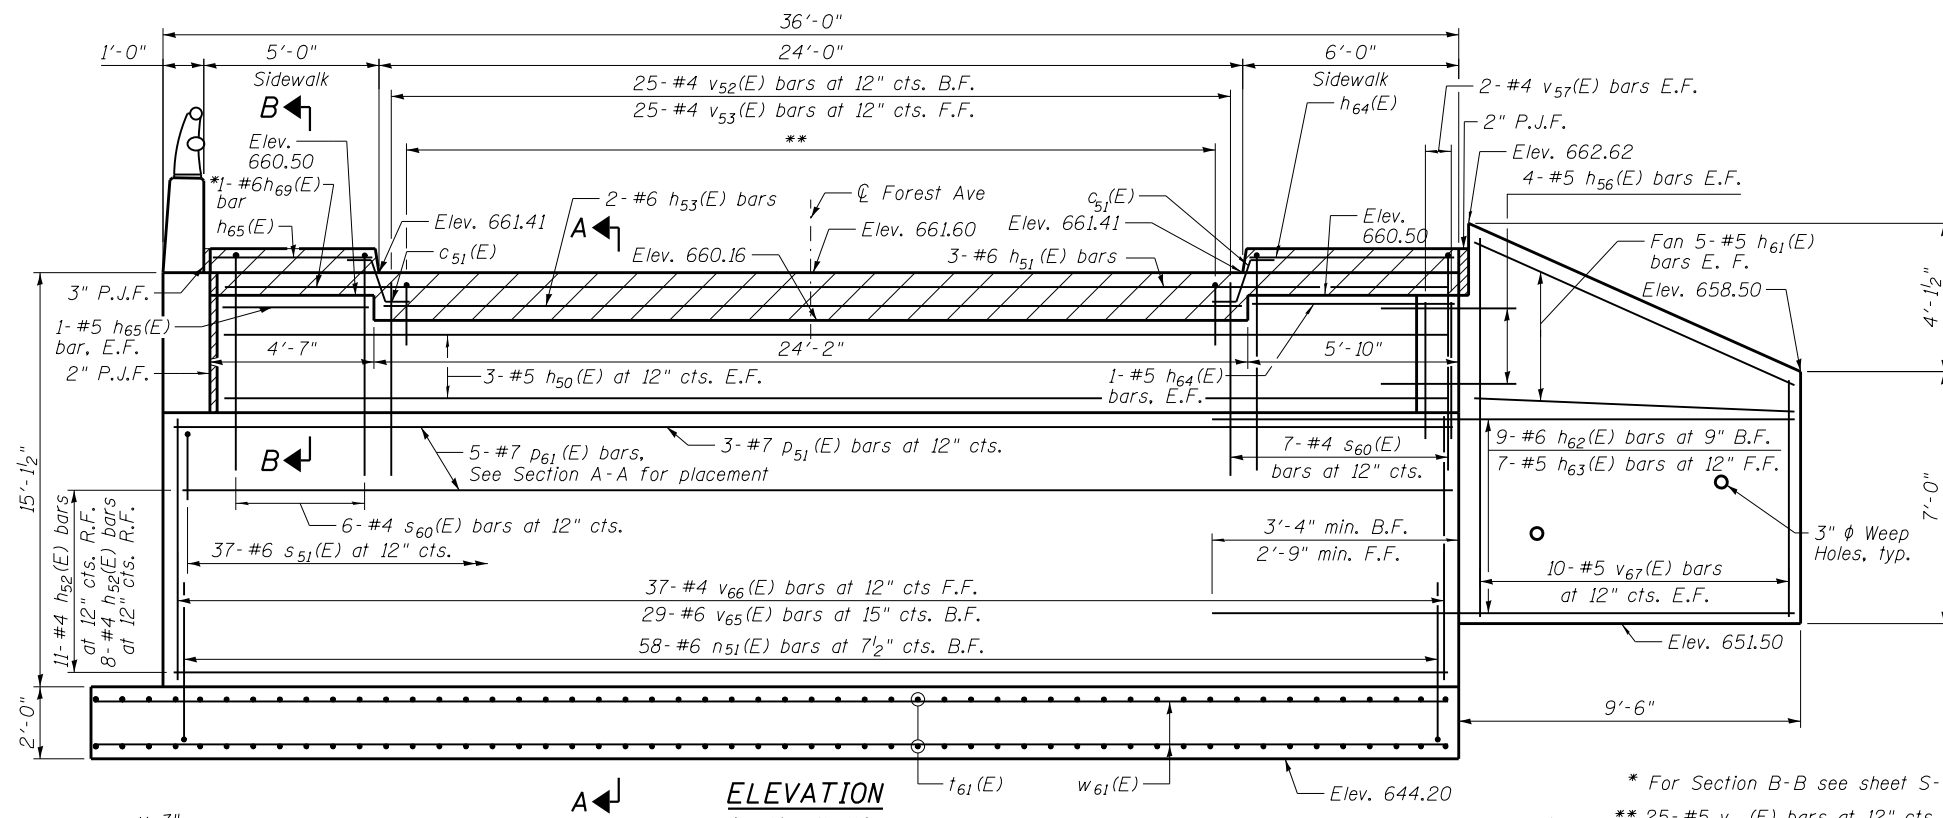 36'-0"
1'-0"
5'-0"
24'-0"
6'-0"
Sidewalk
Sidewalk
25-#4 v52(E) bars at 12" cts. B.F.
25-#4 v53(E) bars at 12" cts. F.F.
2-#4 v57(E) bars E.F.
h64(E)
B
2" P.J.F.
Elev. 660.50
**
Elev. 662.62
*1-#6h69(E) bar
4-#5 h56(E) bars E.F.
h65(E)
2-#6 h53(E) bars
℄ Forest Ave
c51(E)
Elev. 661.41
A
Elev. 661.60
Elev. 661.41
Elev. 660.50
Fan 5-#5 h61(E)
bars E. F.
c51(E)
Elev. 660.16
3-#6 h51(E) bars
3" P.J.F.
Elev. 658.50
4'-1½"
1-#5 h65(E)
bar, E.F.
4'-7"
24'-2"
5'-10"
2" P.J.F.
3-#5 h50(E) at 12" cts. E.F.
1-#5 h64(E)
bars, E.F.
B
5-#7 p61(E) bars,
See Section A-A for placement
3-#7 p51(E) bars at 12" cts.
7-#4 s60(E)
bars at 12" cts.
9-#6 h62(E) bars at 9" B.F.
7-#5 h63(E) bars at 12" F.F.
15'-1½"
7'-0"
11-#4 h52(E) bars
at 12" cts. R.F.
8-#4 h52(E) bars
at 12" cts. R.F.
6-#4 s60(E) bars at 12" cts.
37-#6 s51(E) at 12" cts.
3'-4" min. B.F.
2'-9" min. F.F.
3" φ Weep
Holes, typ.
37-#4 v66(E) bars at 12" cts F.F.
29-#6 v65(E) bars at 15" cts. B.F.
10-#5 v67(E) bars
at 12" cts. E.F.
58-#6 n51(E) bars at 7½" cts. B.F.
Elev. 651.50
2'-0"
9'-6"
A
ELEVATION
t61(E)
w61(E)
Elev. 644.20
* For Section B-B see sheet S-
** 25-#5 (E) bars at 12" cts